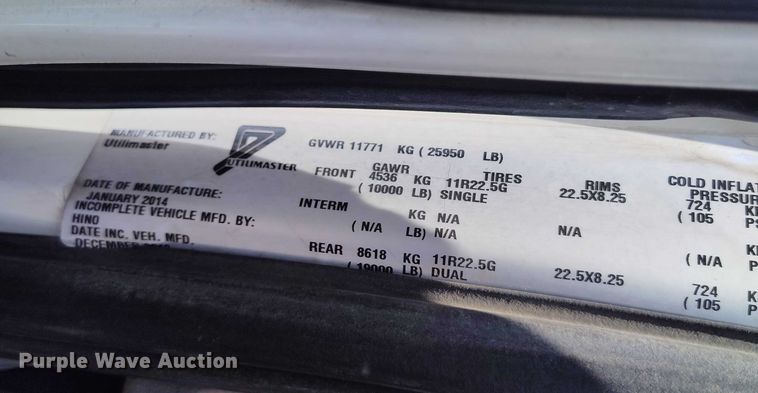 MANUFACTURED BY:
Utilimaster
UTILIMASTER
GVWR 11771 KG ( 25950 LB)
GAWR TIRES RIMS COLD INFLAT
PRESSUR
FRONT 4536 KG 11R22.5G 22.5X8.25 724 K
( 10000 LB) SINGLE ( 105 PS
DATE OF MANUFACTURE:
JANUARY 2014
INTERM KG N/A
( N/A LB) N/A ( N/A
INCOMPLETE VEHICLE MFD. BY:
HINO
DATE INC. VEH. MFD.
DECEMBER
REAR 8618 KG 11R22.5G 22.5X8.25 724 K
( 19000 LB) DUAL ( 105 PS
Purple Wave Auction